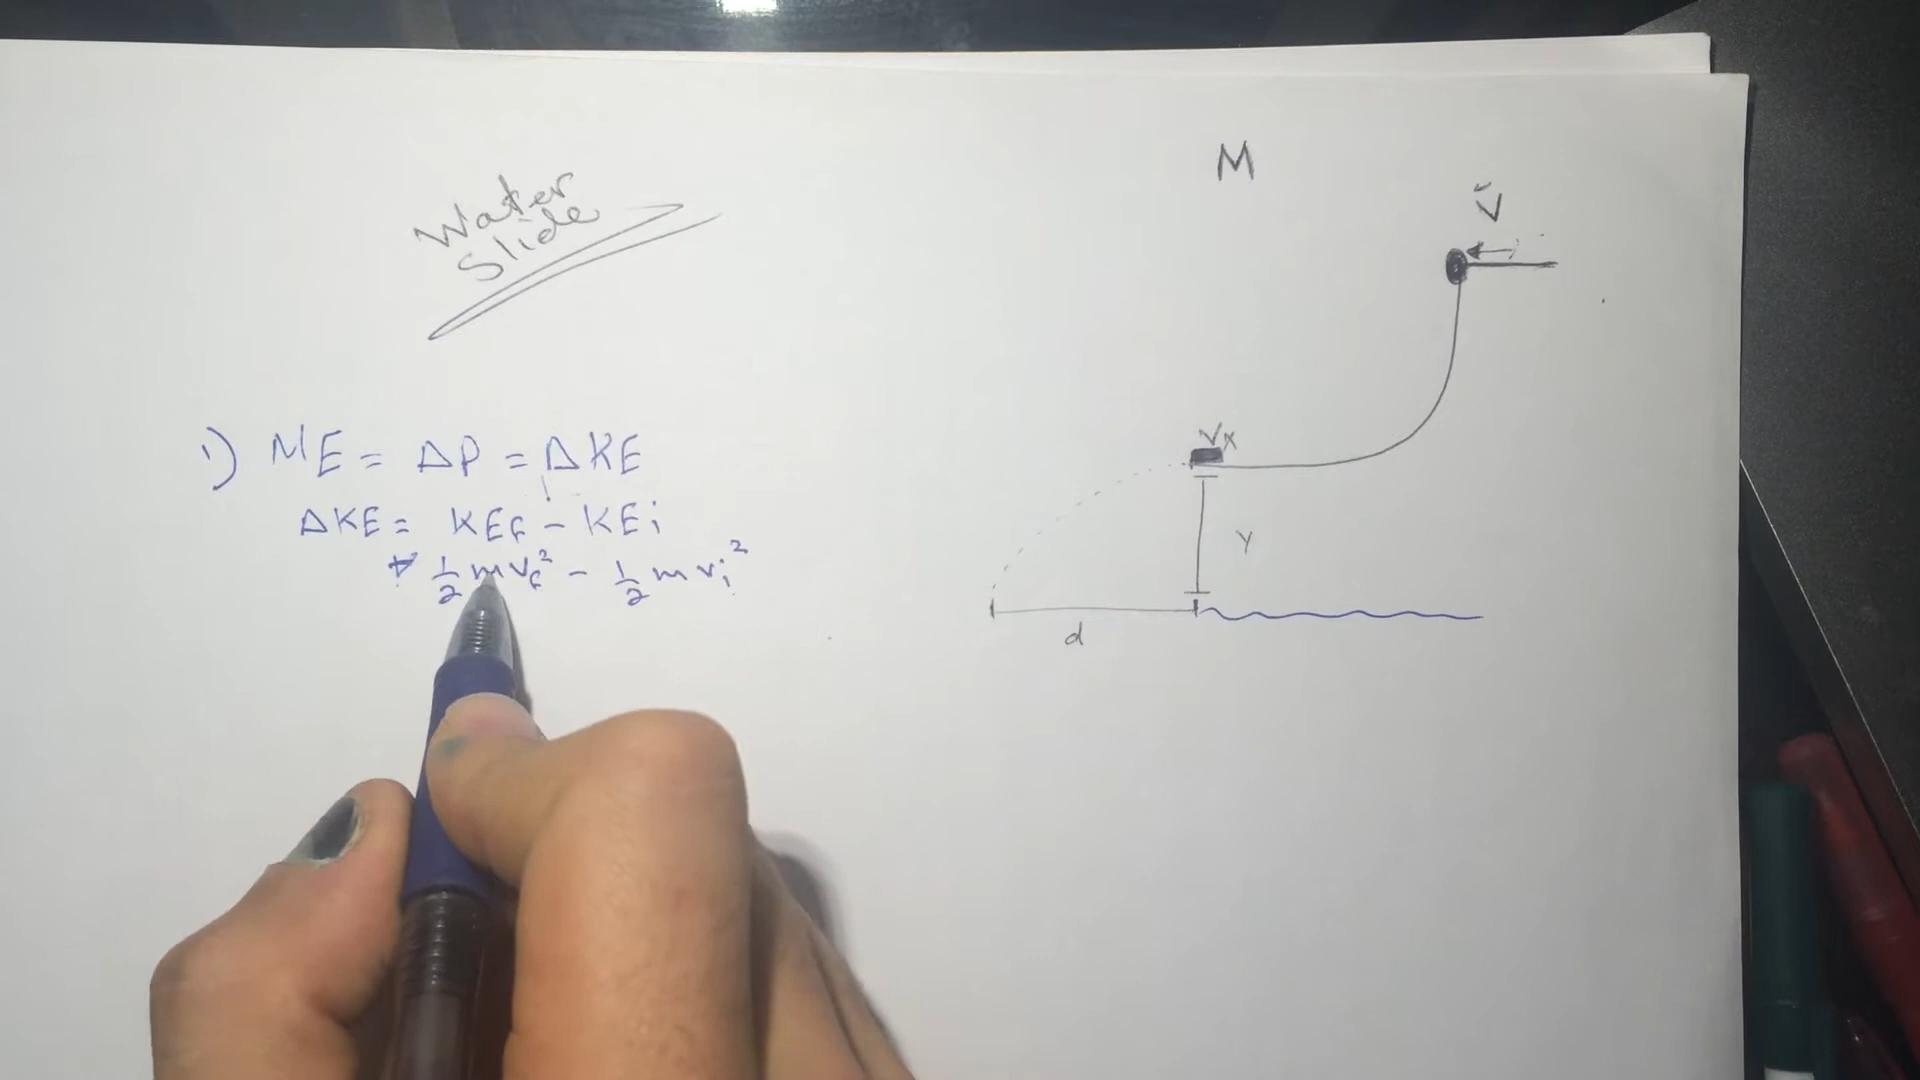 Water
Slide
1) ME = ΔP = ΔKE
ΔKE = KEf - KEi
½mvf² - ½mvi²
M
V
Vx
Y
d